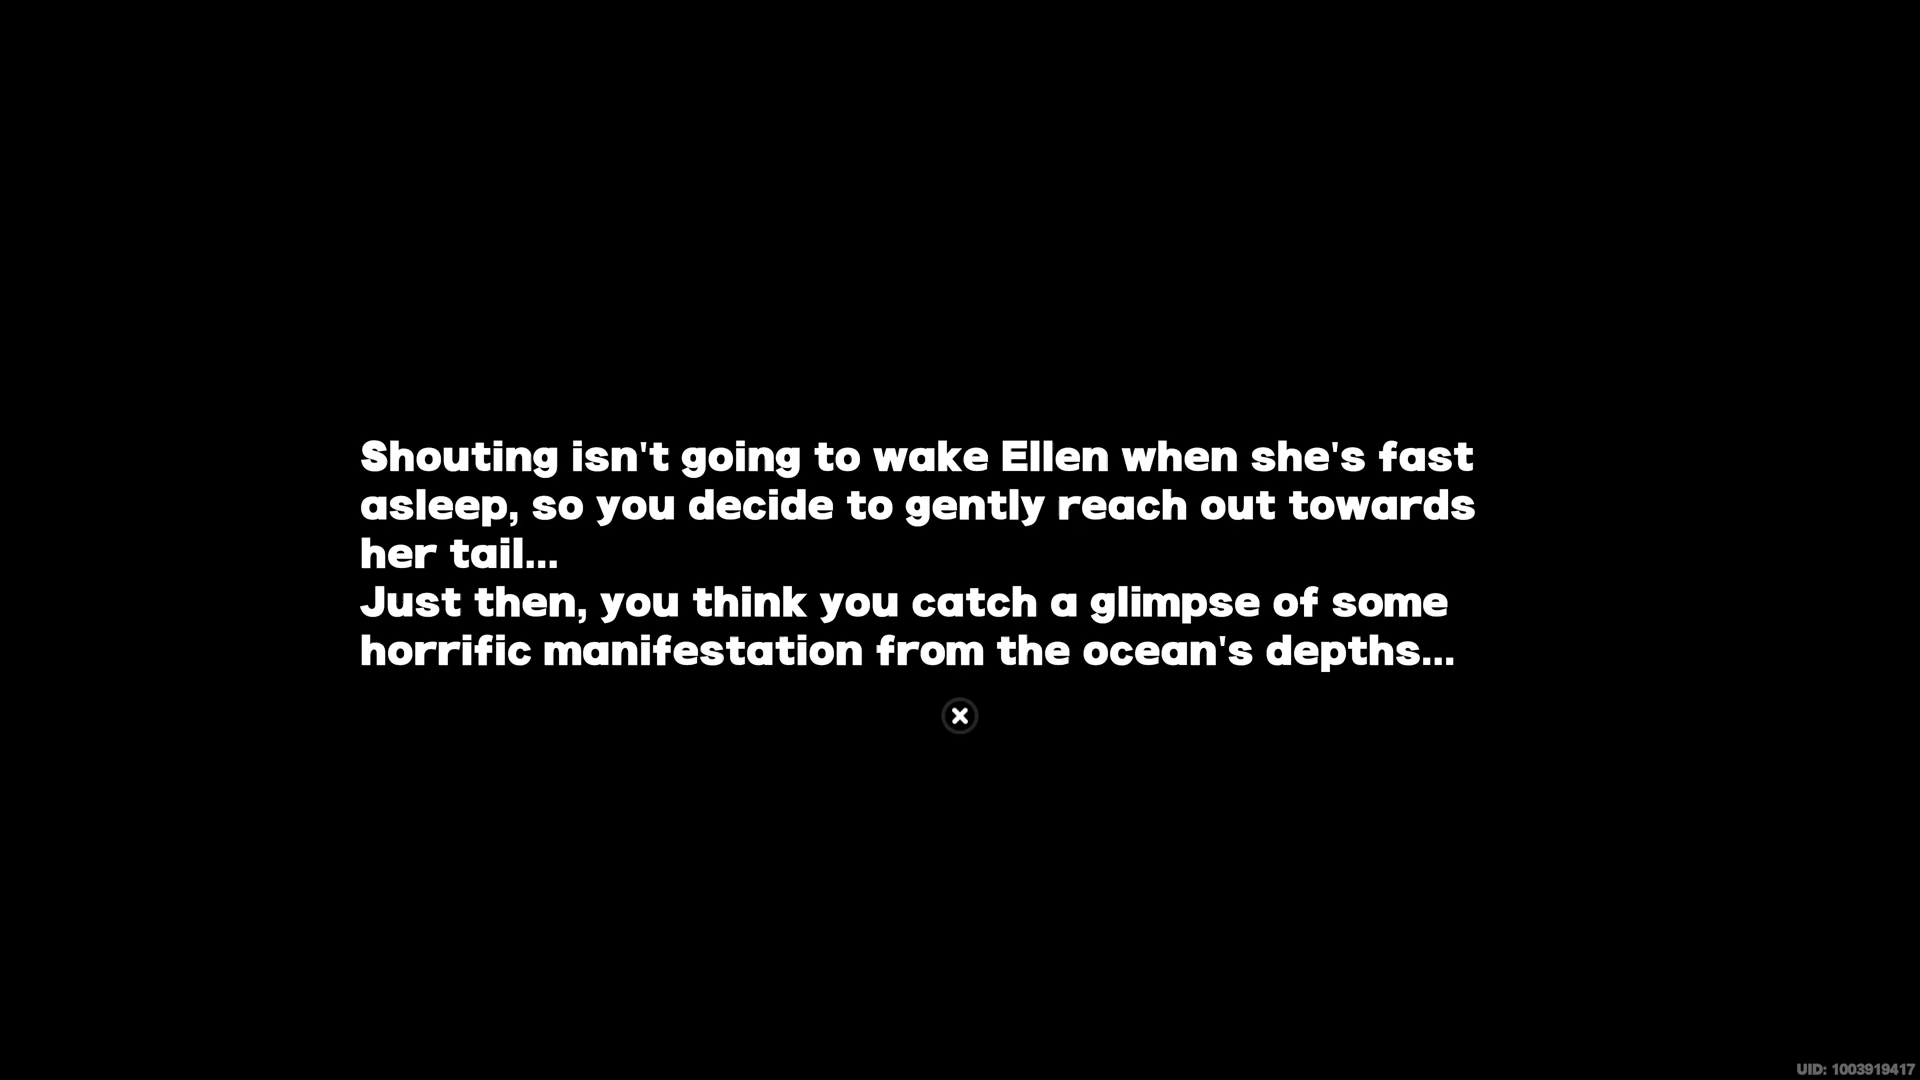 Shouting isn't going to wake Ellen when she's fast
asleep, so you decide to gently reach out towards
her tail...
Just then, you think you catch a glimpse of some
horrific manifestation from the ocean's depths...
UID: 1003919417